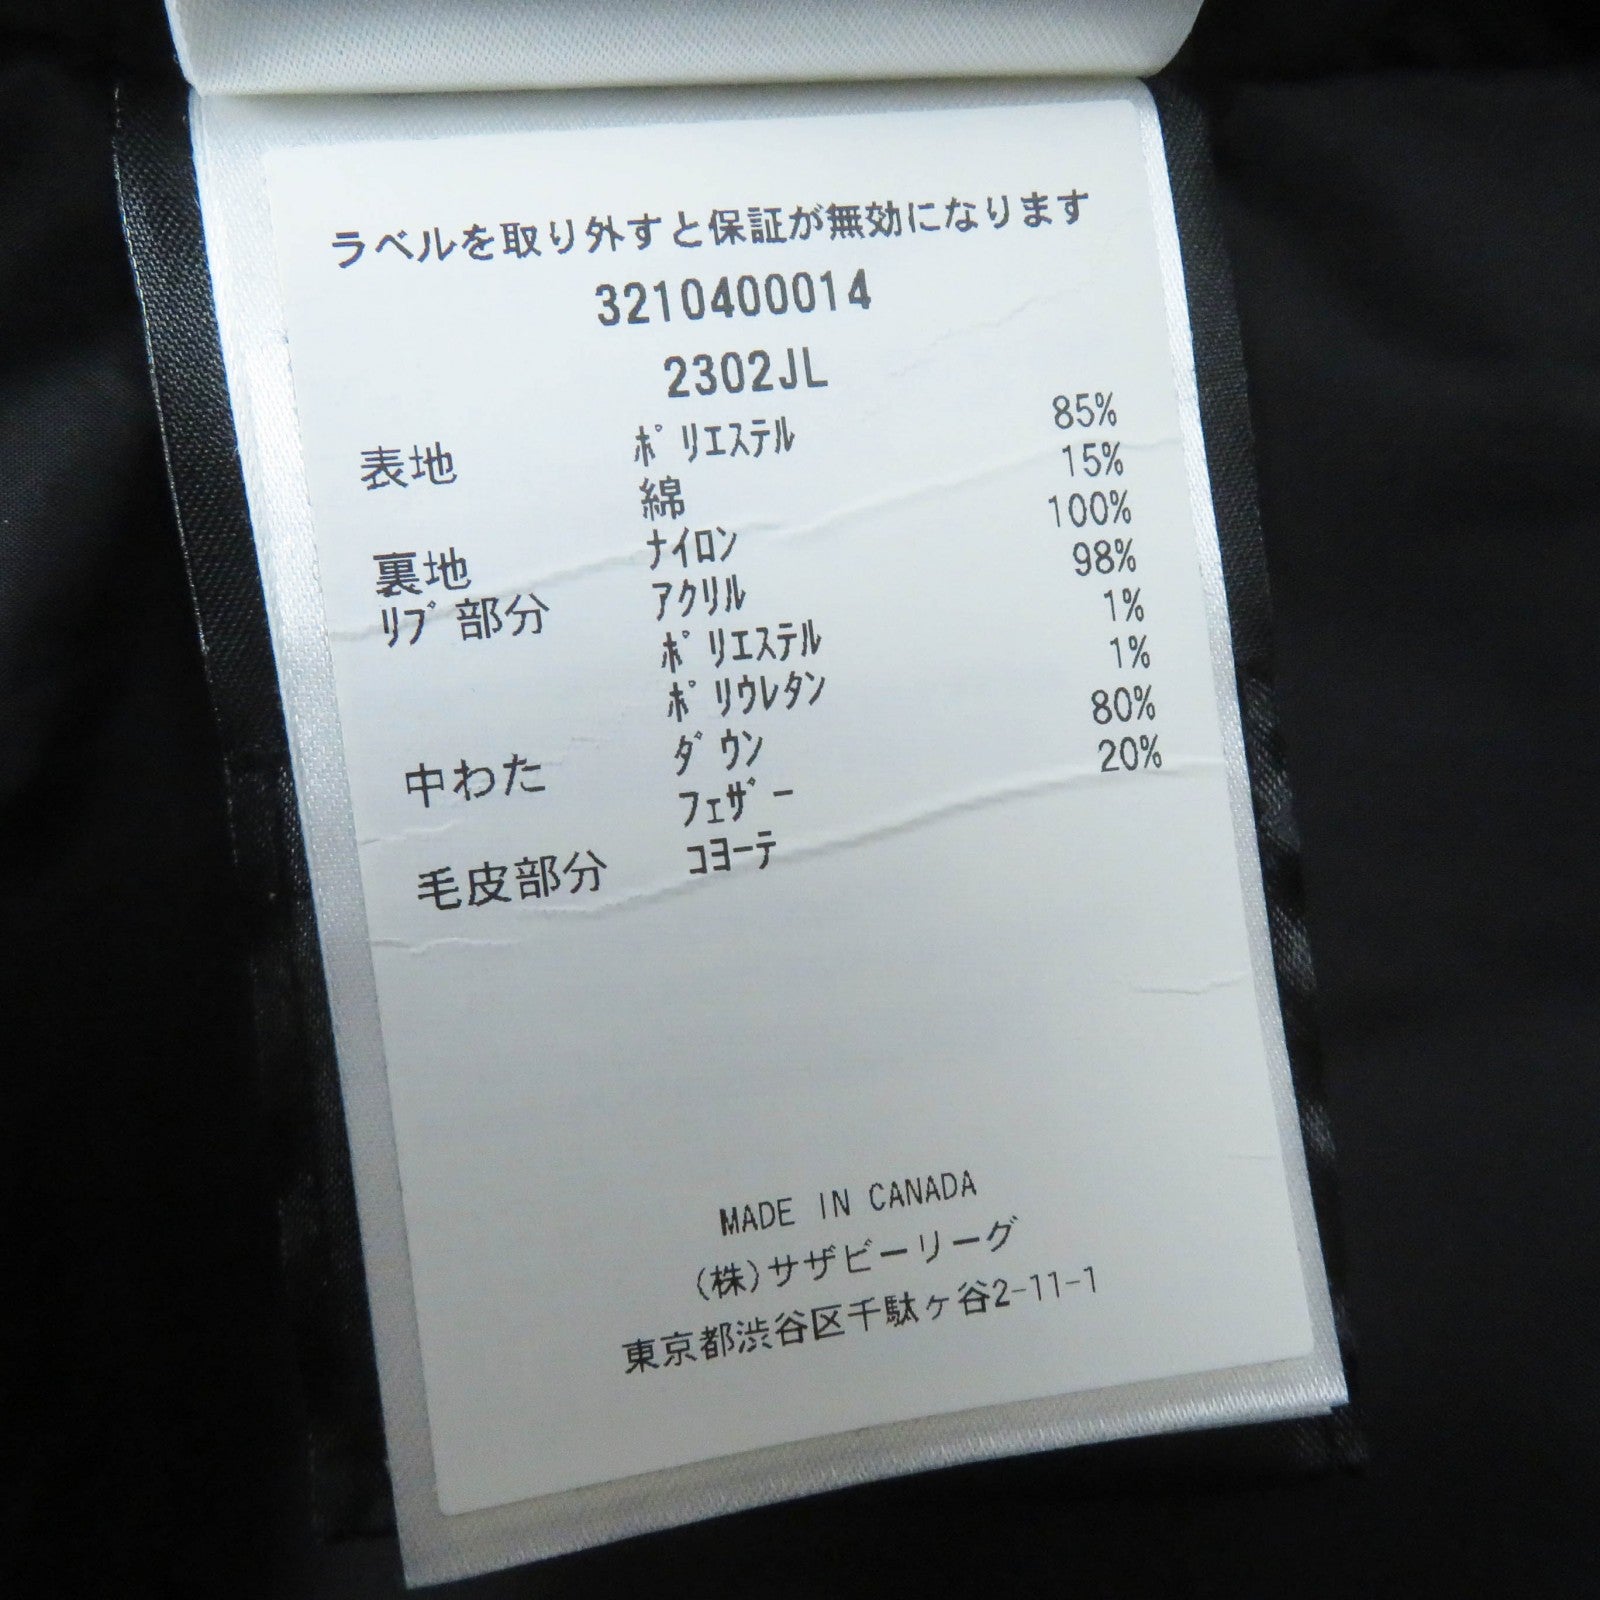 ラベルを取り外すと保証が無効になります
3210400014
2302JL
表地 ﾎﾟﾘｴｽﾃﾙ 85%
綿 15%
裏地 ﾅｲﾛﾝ 100%
ﾘﾌﾞ部分 ｱｸﾘﾙ 98%
ﾎﾟﾘｴｽﾃﾙ 1%
ﾎﾟﾘｳﾚﾀﾝ 1%
中わた ﾀﾞｳﾝ 80%
ﾌｪｻﾞｰ 20%
毛皮部分 ｺﾖｰﾃ
MADE IN CANADA
(株)サザビーリーグ
東京都渋谷区千駄ヶ谷2-11-1